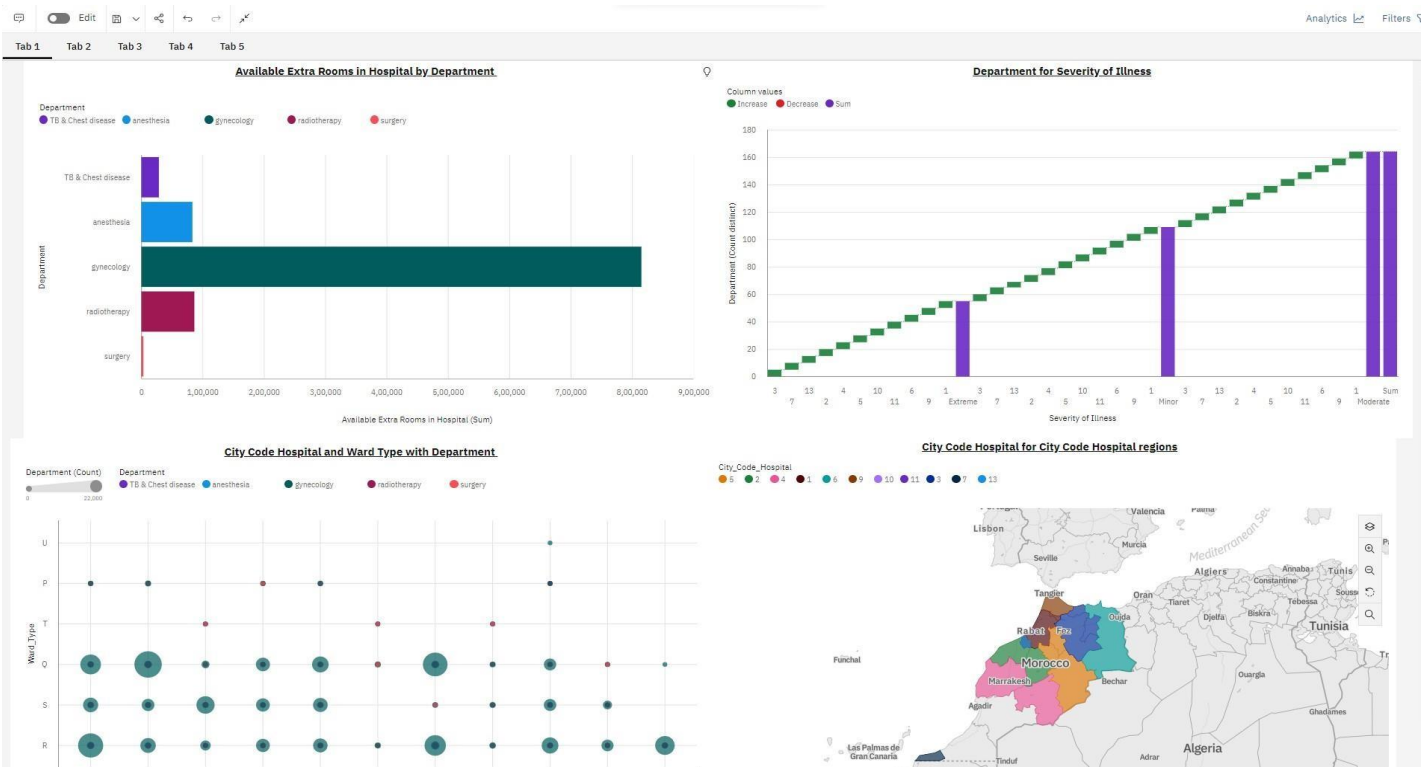 Edit
Analytics
Filters
Tab 1 Tab 2 Tab 3 Tab 4 Tab 5
Available Extra Rooms in Hospital by Department
Department
TB & Chest disease anesthesia gynecology radiotherapy surgery
Department
TB & Chest disease
anesthesia
gynecology
radiotherapy
surgery
0 1,00,000 2,00,000 3,00,000 4,00,000 5,00,000 6,00,000 7,00,000 8,00,000 9,00,000
Available Extra Rooms in Hospital (Sum)
Department for Severity of Illness
Column values
Increase Decrease Sum
Department (Count distinct)
180
160
140
120
100
80
60
40
20
0
3 13 4 10 6 1 3 13 4 10 6 1 3 13 4 10 6 1 Sum
7 2 5 11 9 Extreme 7 2 5 11 9 Minor 7 2 5 11 9 Moderate
Severity of Illness
City Code Hospital and Ward Type with Department
Department (Count)
0 22,000
Department
TB & Chest disease anesthesia gynecology radiotherapy surgery
Ward_Type
U
P
T
Q
S
R
City Code Hospital for City Code Hospital regions
City_Code_Hospital
5 2 4 1 6 9 10 11 3 7 13
Valencia
Palma
Lisbon
Murcia
Seville
Mediterranean
Algiers
Annaba
Tunis
Constantine
Tangier
Oran
Tiaret
Tebessa
Souss
Oujda
Djelfa
Biskra
Tunisia
Rabat
Fez
Funchal
Morocco
Marrakesh
Bechar
Ouargla
Agadir
Ghadames
Las Palmas de
Gran Canaria
Tinduf
Adrar
Algeria